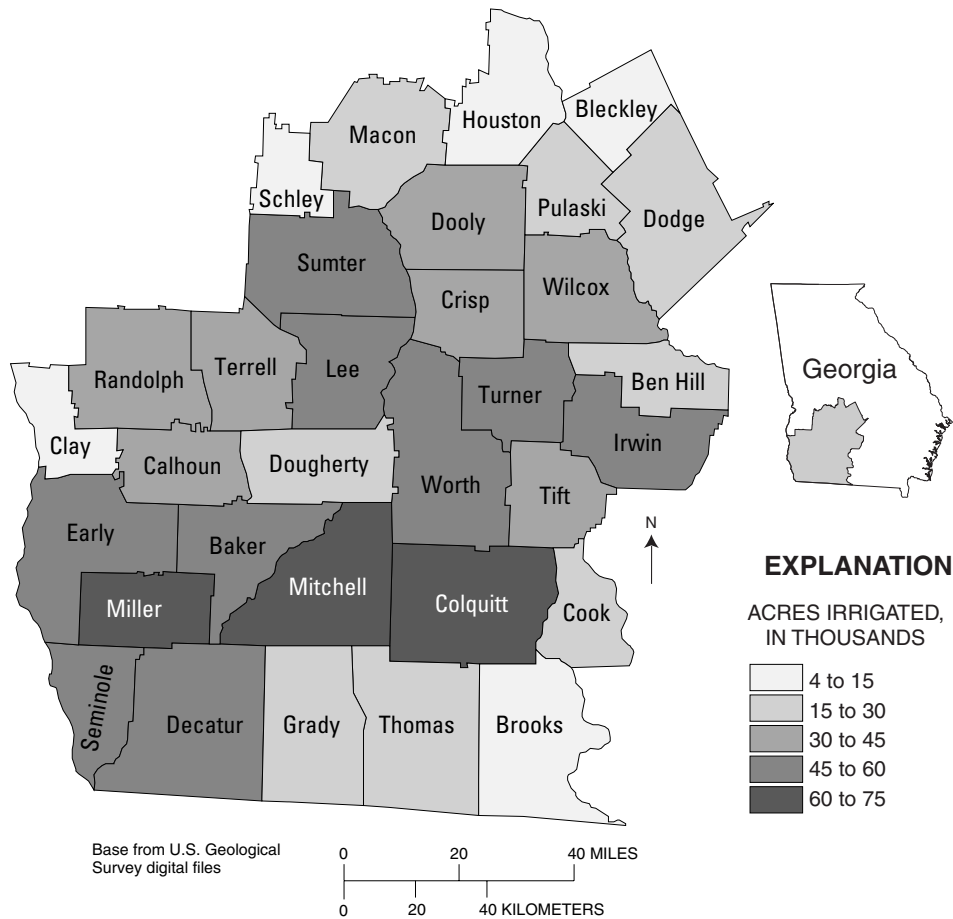 Houston
Bleckley
Macon
Schley
Pulaski
Dooly
Dodge
Sumter
Wilcox
Crisp
Georgia
Randolph
Terrell
Lee
Ben Hill
Turner
Irwin
Clay
Calhoun
Dougherty
Worth
Tift
N
Early
Baker
Mitchell
Miller
Colquitt
Cook
Seminole
Decatur
Grady
Thomas
Brooks
EXPLANATION
ACRES IRRIGATED,
IN THOUSANDS
4 to 15
15 to 30
30 to 45
45 to 60
60 to 75
Base from U.S. Geological
Survey digital files
0 20 40 MILES
0 20 40 KILOMETERS